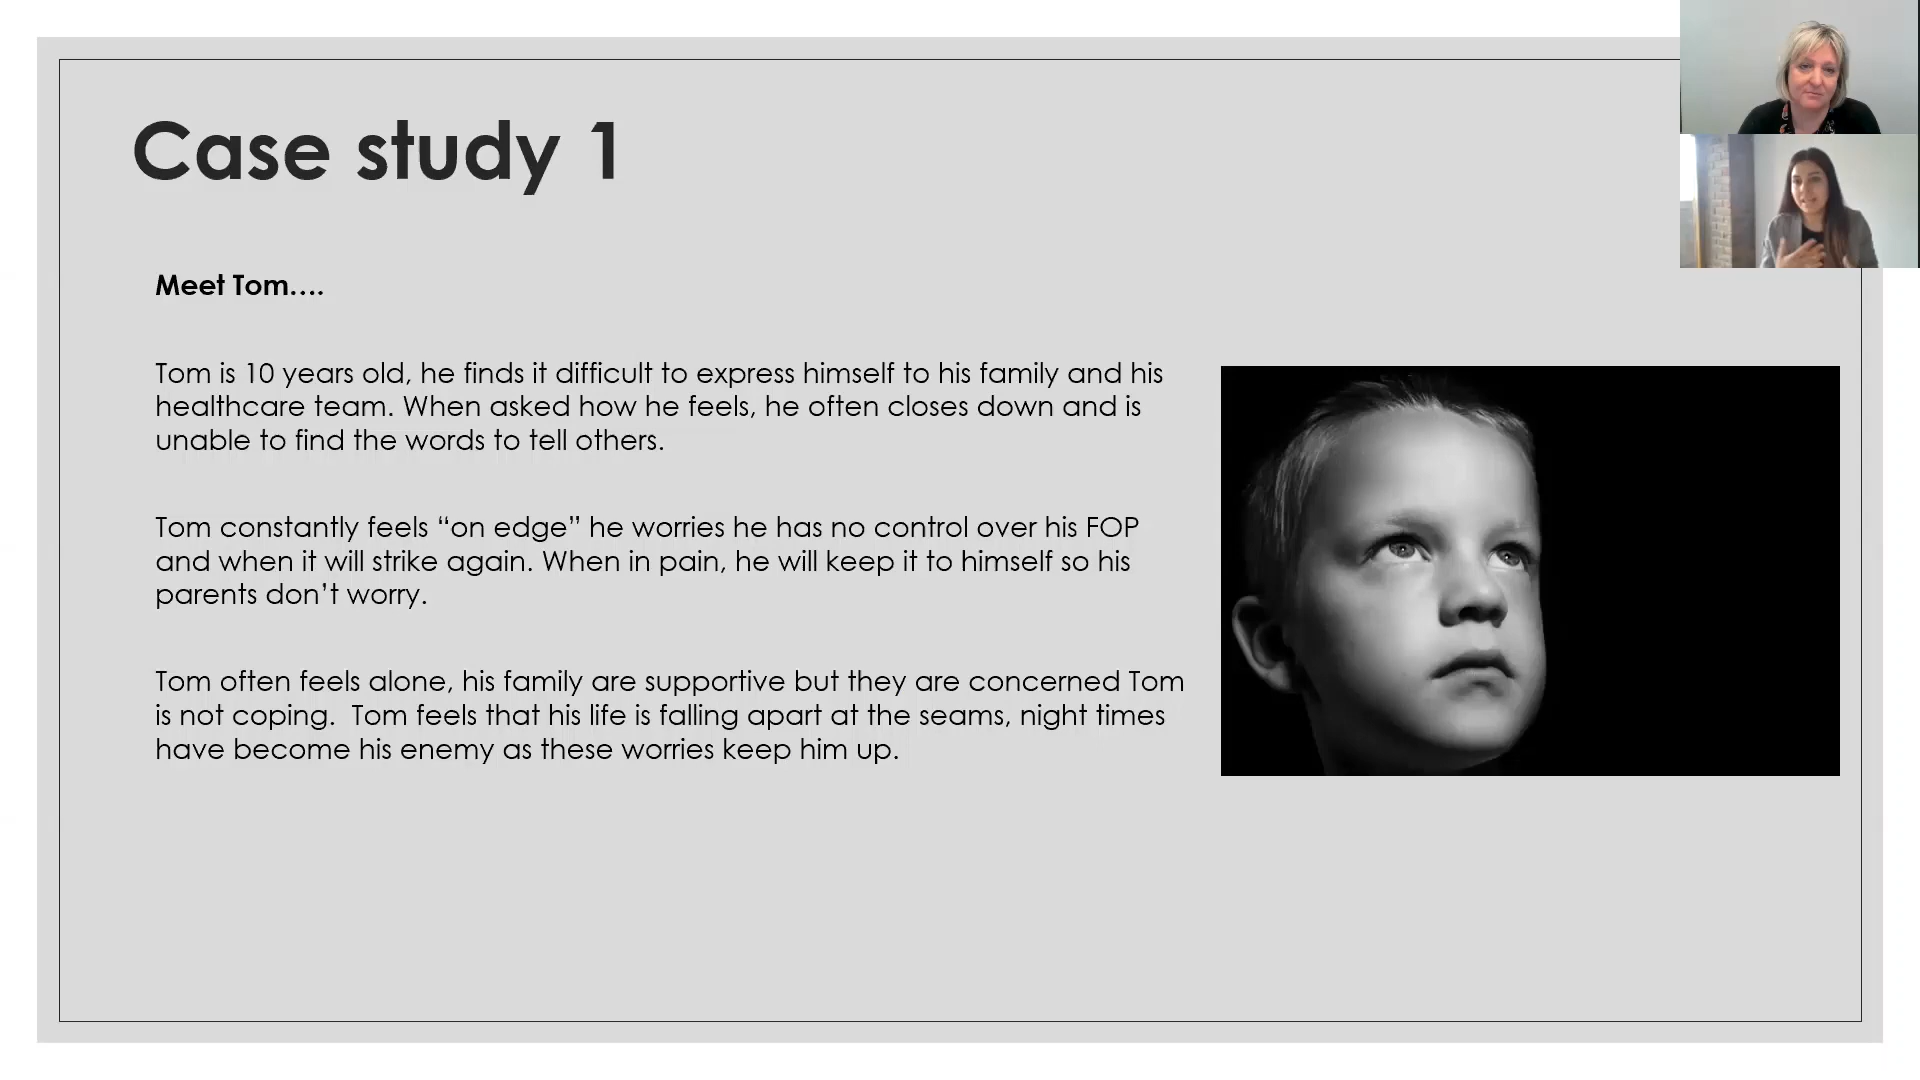 Case study 1
Meet Tom….
Tom is 10 years old, he finds it difficult to express himself to his family and his
healthcare team. When asked how he feels, he often closes down and is
unable to find the words to tell others.
Tom constantly feels “on edge” he worries he has no control over his FOP
and when it will strike again. When in pain, he will keep it to himself so his
parents don’t worry.
Tom often feels alone, his family are supportive but they are concerned Tom
is not coping.  Tom feels that his life is falling apart at the seams, night times
have become his enemy as these worries keep him up.